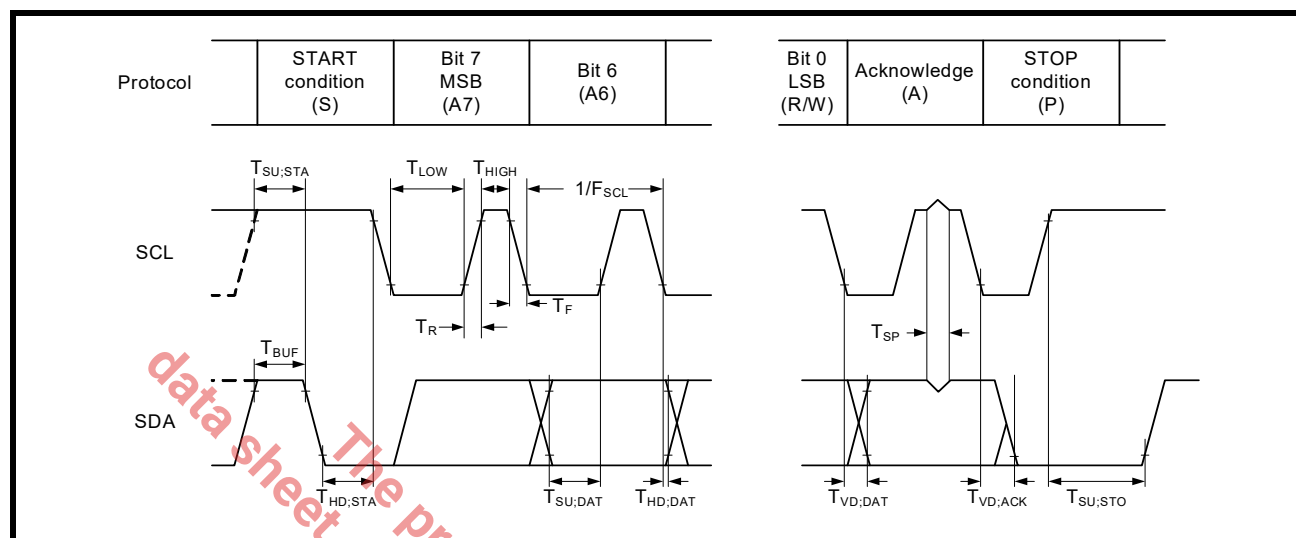 Protocol
START
condition
(S)
Bit 7
MSB
(A7)
Bit 6
(A6)
Bit 0
LSB
(R/W)
Acknowledge
(A)
STOP
condition
(P)
TSU;STA
TLOW
THIGH
1/FSCL
SCL
TF
TR
TSP
TBUF
SDA
THD;STA
TSU;DAT
THD;DAT
TVD;DAT
TVD;ACK
TSU;STO
The pr
data sheet